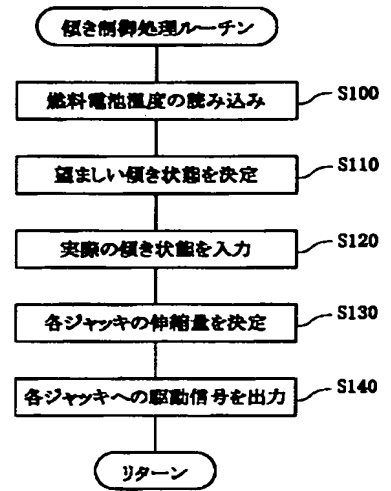 傾き制御処理ルーチン
燃料電池温度の読み込み
S100
望ましい傾き状態を決定
S110
実際の傾き状態を入力
S120
各ジャッキの伸縮量を決定
S130
各ジャッキへの駆動信号を出力
S140
リターン